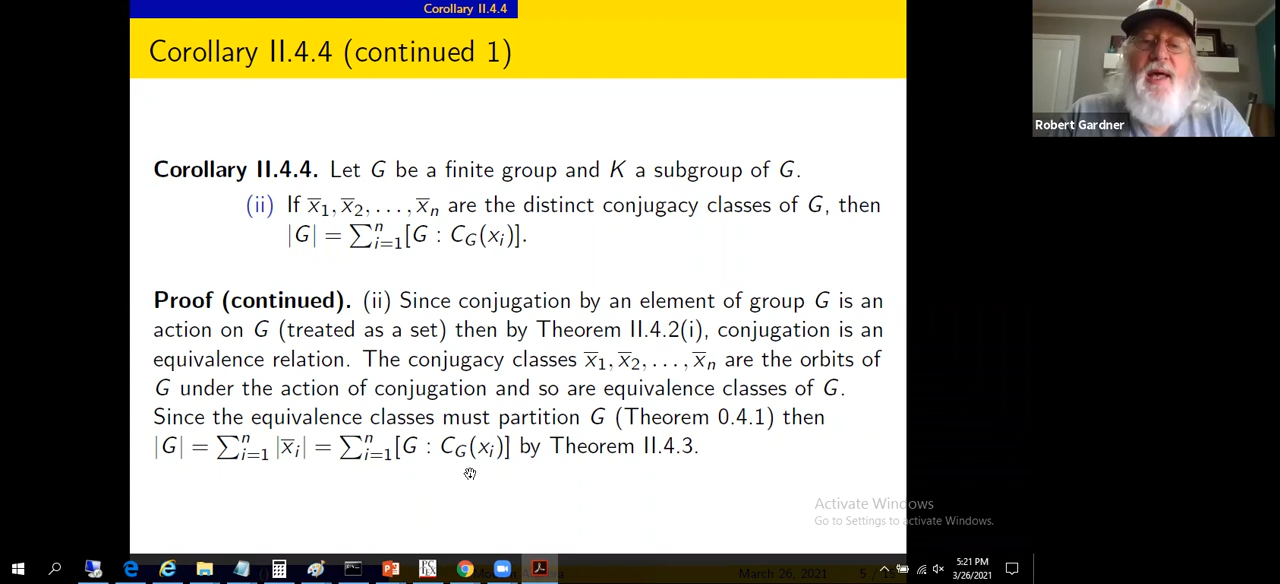 Corollary II.4.4
Corollary II.4.4 (continued 1)
Robert Gardner
Corollary II.4.4. Let G be a finite group and K a subgroup of G.
(ii) If x̅₁, x̅₂, . . . , x̅ₙ are the distinct conjugacy classes of G, then
|G| = ∑ⁿᵢ₌₁[G : C_G(xᵢ)].
Proof (continued). (ii) Since conjugation by an element of group G is an
action on G (treated as a set) then by Theorem II.4.2(i), conjugation is an
equivalence relation. The conjugacy classes x̅₁, x̅₂, . . . , x̅ₙ are the orbits of
G under the action of conjugation and so are equivalence classes of G.
Since the equivalence classes must partition G (Theorem 0.4.1) then
|G| = ∑ⁿᵢ₌₁ |x̅ᵢ| = ∑ⁿᵢ₌₁[G : C_G(xᵢ)] by Theorem II.4.3.
Activate Windows
Go to Settings to activate Windows.
5:21 PM
March 26, 2021
3/26/2021